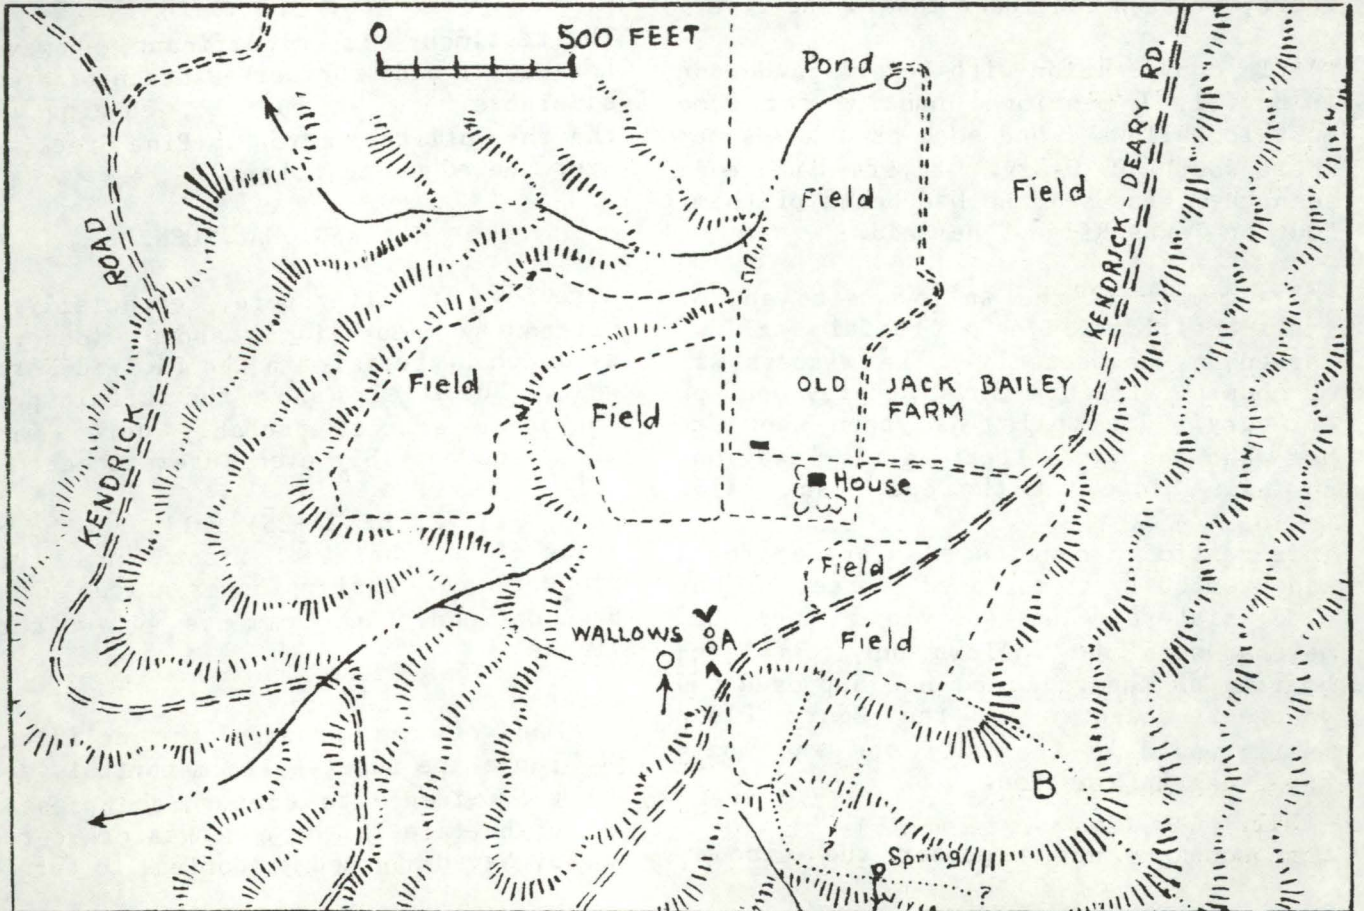 0
500 FEET
Pond
KENDRICK DEARY RD.
Field
Field
ROAD
Field
OLD JACK BAILEY
FARM
Field
KENDRICK
House
Field
WALLOWS
A
Field
B
?
Spring
?